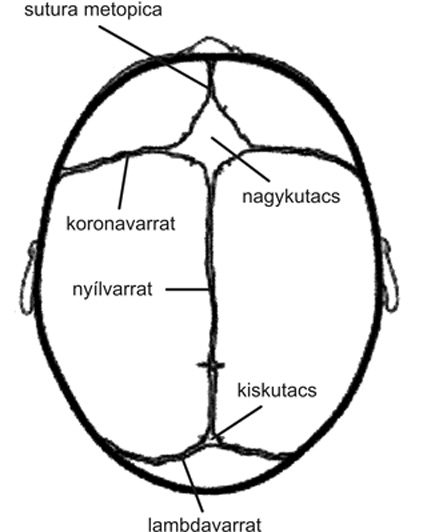 sutura metopica
nagykutacs
koronavarrat
nyílvarrat
kiskutacs
lambdavarrat